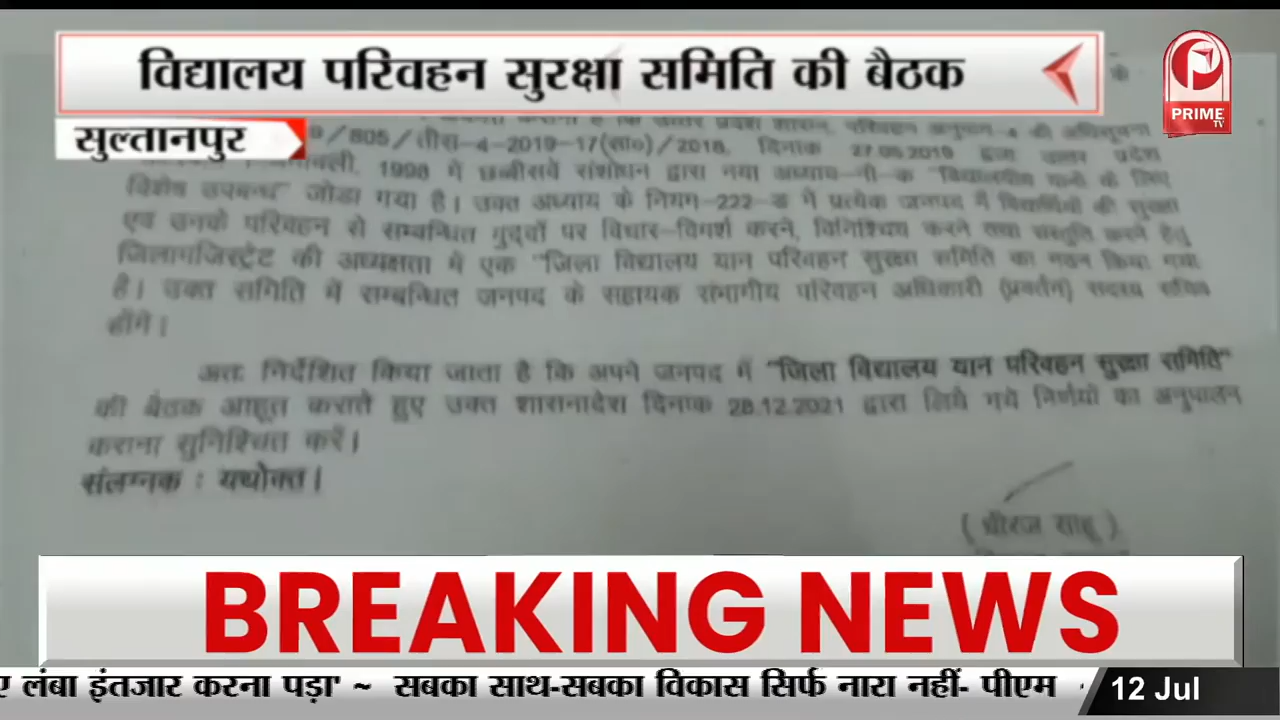 विद्यालय परिवहन सुरक्षा समिति की बैठक
PRIME
TV
सुल्तानपुर
/805/तीस-4-2019-17(सा0)/2018, दिनांक 27.05.2019 द्वारा उत्तर प्रदेश
1998 में छब्बीसवें संशोधन द्वारा नया अध्याय-नौ-क "विद्यालयीय यानों के लिए
विशेष उपबन्ध" जोडा गया है। उक्त अध्याय के नियम-222- में प्रत्येक जनपद में विद्यार्थियों की सुरक्षा
एवं उनके परिवहन से सम्बन्धित मुद्दों पर विचार-विमर्श करने, विनिश्चिय करने तथा प्रस्तुति करने हेतु
जिलामजिस्ट्रेट की अध्यक्षता में एक "जिला विद्यालय यान परिवहन सुरक्षा समिति का गठन किया गया
है। उक्त समिति में सम्बन्धित जनपद के सहायक संभागीय परिवहन अधिकारी (प्रवर्तन) सदस्य सचिव
होंगे।
अतः निर्देशित किया जाता है कि अपने जनपद में "जिला विद्यालय यान परिवहन सुरक्षा समिति"
की बैठक आहूत कराते हुए उक्त शासनादेश दिनांक 28.12.2021 द्वारा लिये गये निर्णयों का अनुपालन
कराना सुनिश्चित करें।
संलग्नक : यथोक्त।
(धीरज साहू)
BREAKING NEWS
ए लंबा इंतजार करना पड़ा' ~ सबका साथ-सबका विकास सिर्फ नारा नहीं- पीएम
12 Jul